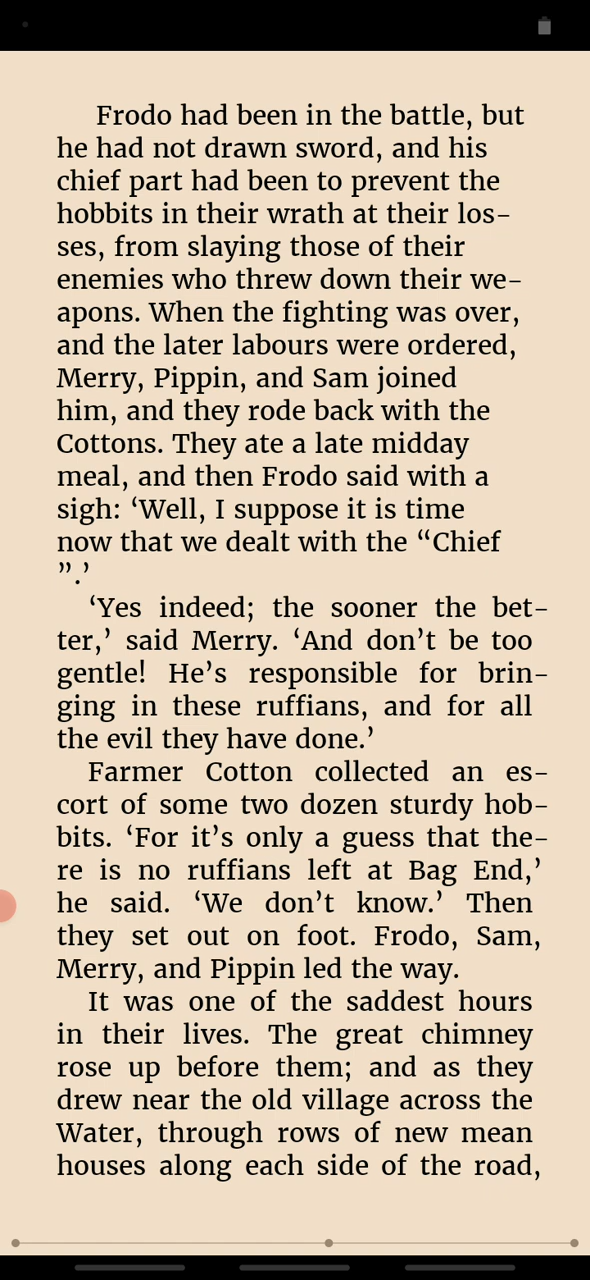 Frodo had been in the battle, but
he had not drawn sword, and his
chief part had been to prevent the
hobbits in their wrath at their los-
ses, from slaying those of their
enemies who threw down their we-
apons. When the fighting was over,
and the later labours were ordered,
Merry, Pippin, and Sam joined
him, and they rode back with the
Cottons. They ate a late midday
meal, and then Frodo said with a
sigh: ‘Well, I suppose it is time
now that we dealt with the “Chief
”.’
‘Yes indeed; the sooner the bet-
ter,’ said Merry. ‘And don’t be too
gentle! He’s responsible for brin-
ging in these ruffians, and for all
the evil they have done.’
Farmer Cotton collected an es-
cort of some two dozen sturdy hob-
bits. ‘For it’s only a guess that the-
re is no ruffians left at Bag End,’
he said. ‘We don’t know.’ Then
they set out on foot. Frodo, Sam,
Merry, and Pippin led the way.
It was one of the saddest hours
in their lives. The great chimney
rose up before them; and as they
drew near the old village across the
Water, through rows of new mean
houses along each side of the road,